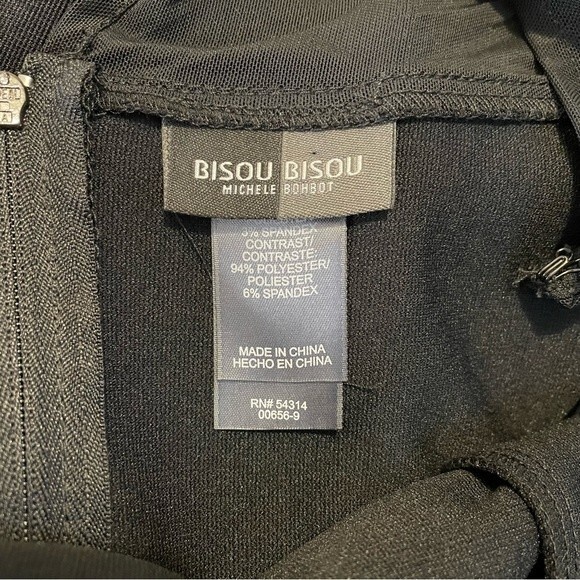 BISOU BISOU
MICHELE BOHBOT
3% SPANDEX
CONTRAST/
CONTRASTE:
94% POLYESTER/
POLIESTER
6% SPANDEX
MADE IN CHINA
HECHO EN CHINA
RN# 54314
00656-9